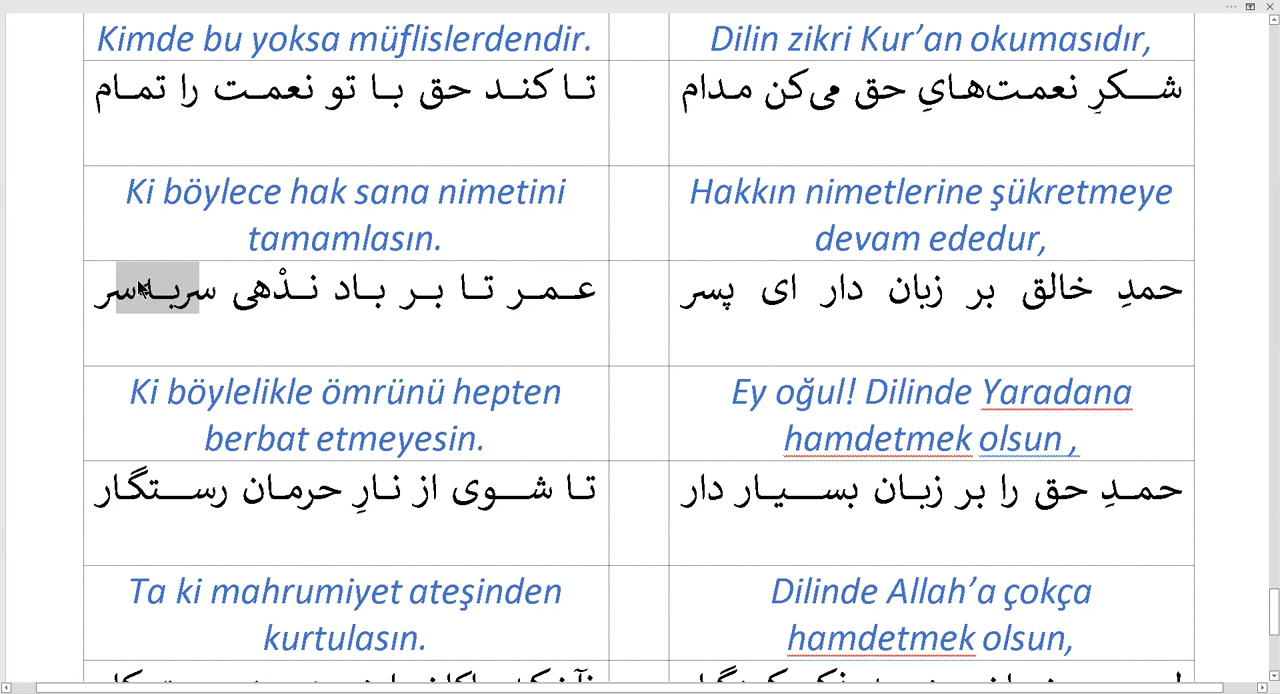 Dilin zikri Kur’an okumasıdır,
Kimde bu yoksa müflislerdendir.
شکرِ نعمت‌هایِ حق می‌کن مدام
تا کند حق با تو نعمت را تمام
Hakkın nimetlerine şükretmeye
devam ededur,
Ki böylece hak sana nimetini
tamamlasın.
حمدِ خالق بر زبان دار ای پسر
عمر تا بر باد ندْهی سربه‌سر
Ey oğul! Dilinde Yaradana
hamdetmek olsun ,
Ki böylelikle ömrünü hepten
berbat etmeyesin.
حمدِ حق را بر زبان بسیار دار
تا شوی از نارِ حرمان رستگار
Dilinde Allah’a çokça
hamdetmek olsun,
Ta ki mahrumiyet ateşinden
kurtulasın.